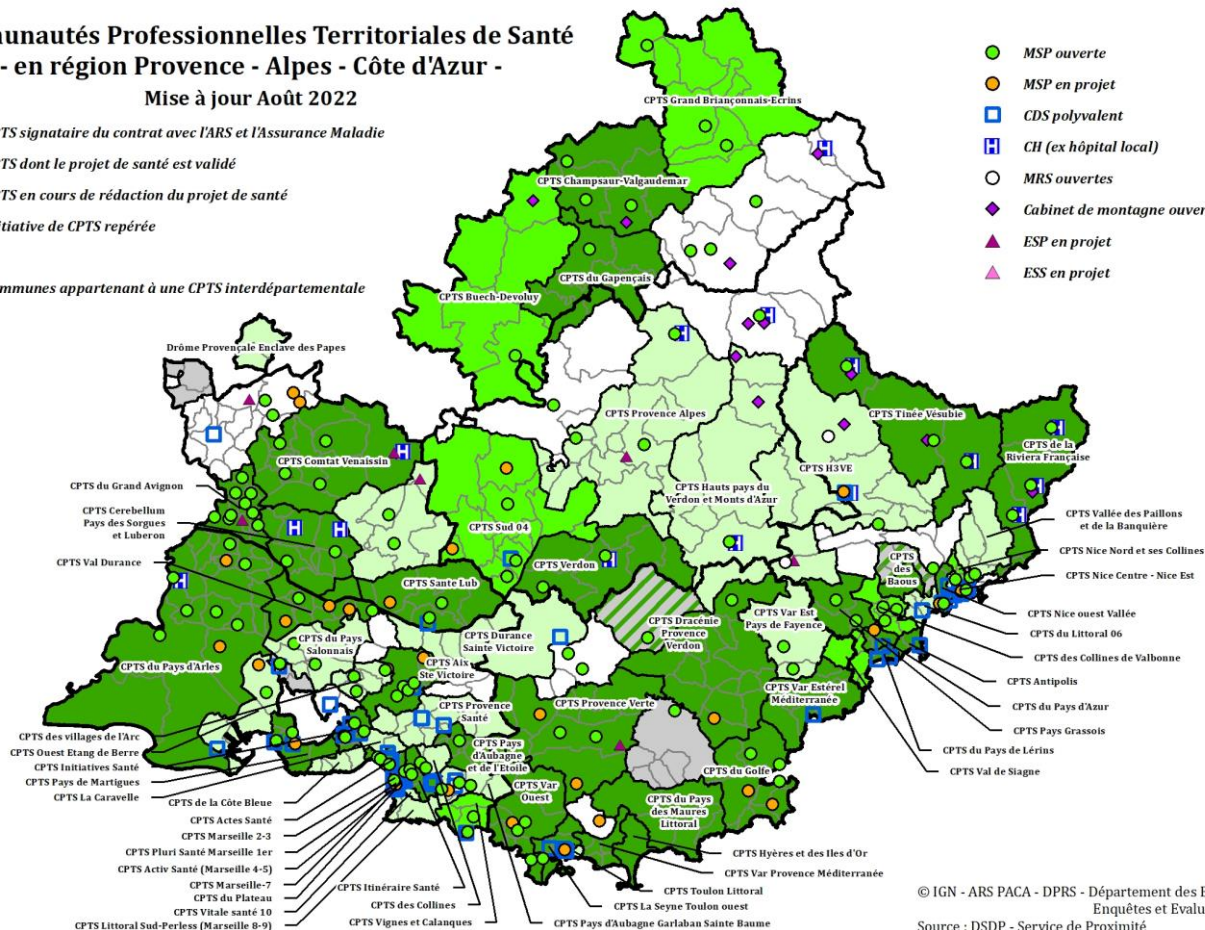 munautés Professionnelles Territoriales de Santé
- en région Provence - Alpes - Côte d'Azur -
Mise à jour Août 2022
PTS signataire du contrat avec l'ARS et l'Assurance Maladie
PTS dont le projet de santé est validé
PTS en cours de rédaction du projet de santé
itiative de CPTS repérée
ommunes appartenant à une CPTS interdépartementale
MSP ouverte
MSP en projet
CDS polyvalent
CH (ex hôpital local)
MRS ouvertes
Cabinet de montagne ouver
ESP en projet
ESS en projet
CPTS Grand Briançonnais-Ecrins
CPTS Champsaur-Valgaudemar
CPTS du Gapençais
CPTS Buech-Devoluy
Drôme Provençale Enclave des Papes
CPTS Provence Alpes
CPTS Tinée Vésubie
CPTS de la
Riviera Française
CPTS Comtat Venaissin
CPTS H3VE
CPTS Hauts pays du
Verdon et Monts d'Azur
CPTS du Grand Avignon
CPTS Cerebellum
Pays des Sorgues
et Luberon
CPTS Val Durance
CPTS Sud 04
CPTS Verdon
CPTS Sante Lub
CPTS
des
Baous
CPTS Vallée des Paillons
et de la Banquière
CPTS Nice Nord et ses Collines
CPTS Nice Centre - Nice Est
CPTS Nice ouest Vallée
CPTS du Littoral 06
CPTS des Collines de Valbonne
CPTS Antipolis
CPTS du Pays d'Azur
CPTS Pays Grassois
CPTS du Pays de Lérins
CPTS Val de Siagne
CPTS Dracénie
Provence
Verdon
CPTS Var Est
Pays de Fayence
CPTS Var Estérel
Méditerranée
CPTS du Pays
Salonnais
CPTS Durance
Sainte Victoire
CPTS Aix
Ste Victoire
CPTS du Pays d'Arles
CPTS Provence
Santé
CPTS Provence Verte
CPTS Pays
d'Aubagne
et de l'Etoile
CPTS Var
Ouest
CPTS du Golfe
CPTS du Pays
des Maures
Littoral
CPTS des villages de l'Arc
CPTS Ouest Etang de Berre
CPTS Initiatives Santé
CPTS Pays de Martigues
CPTS La Caravelle
CPTS de la Côte Bleue
CPTS Actes Santé
CPTS Marseille 2-3
CPTS Pluri Santé Marseille 1er
CPTS Activ Santé (Marseille 4-5)
CPTS Marseille-7
CPTS du Plateau
CPTS Vitale santé 10
CPTS Littoral Sud-Perless (Marseille 8-9)
CPTS Itinéraire Santé
CPTS des Collines
CPTS Vignes et Calanques
CPTS Hyères et des Iles d'Or
CPTS Var Provence Méditerranée
CPTS Toulon Littoral
CPTS La Seyne Toulon ouest
CPTS Pays d'Aubagne Garlaban Sainte Baume
© IGN - ARS PACA - DPRS - Département des E
Enquêtes et Evalu
Source : DSDP - Service de Proximité